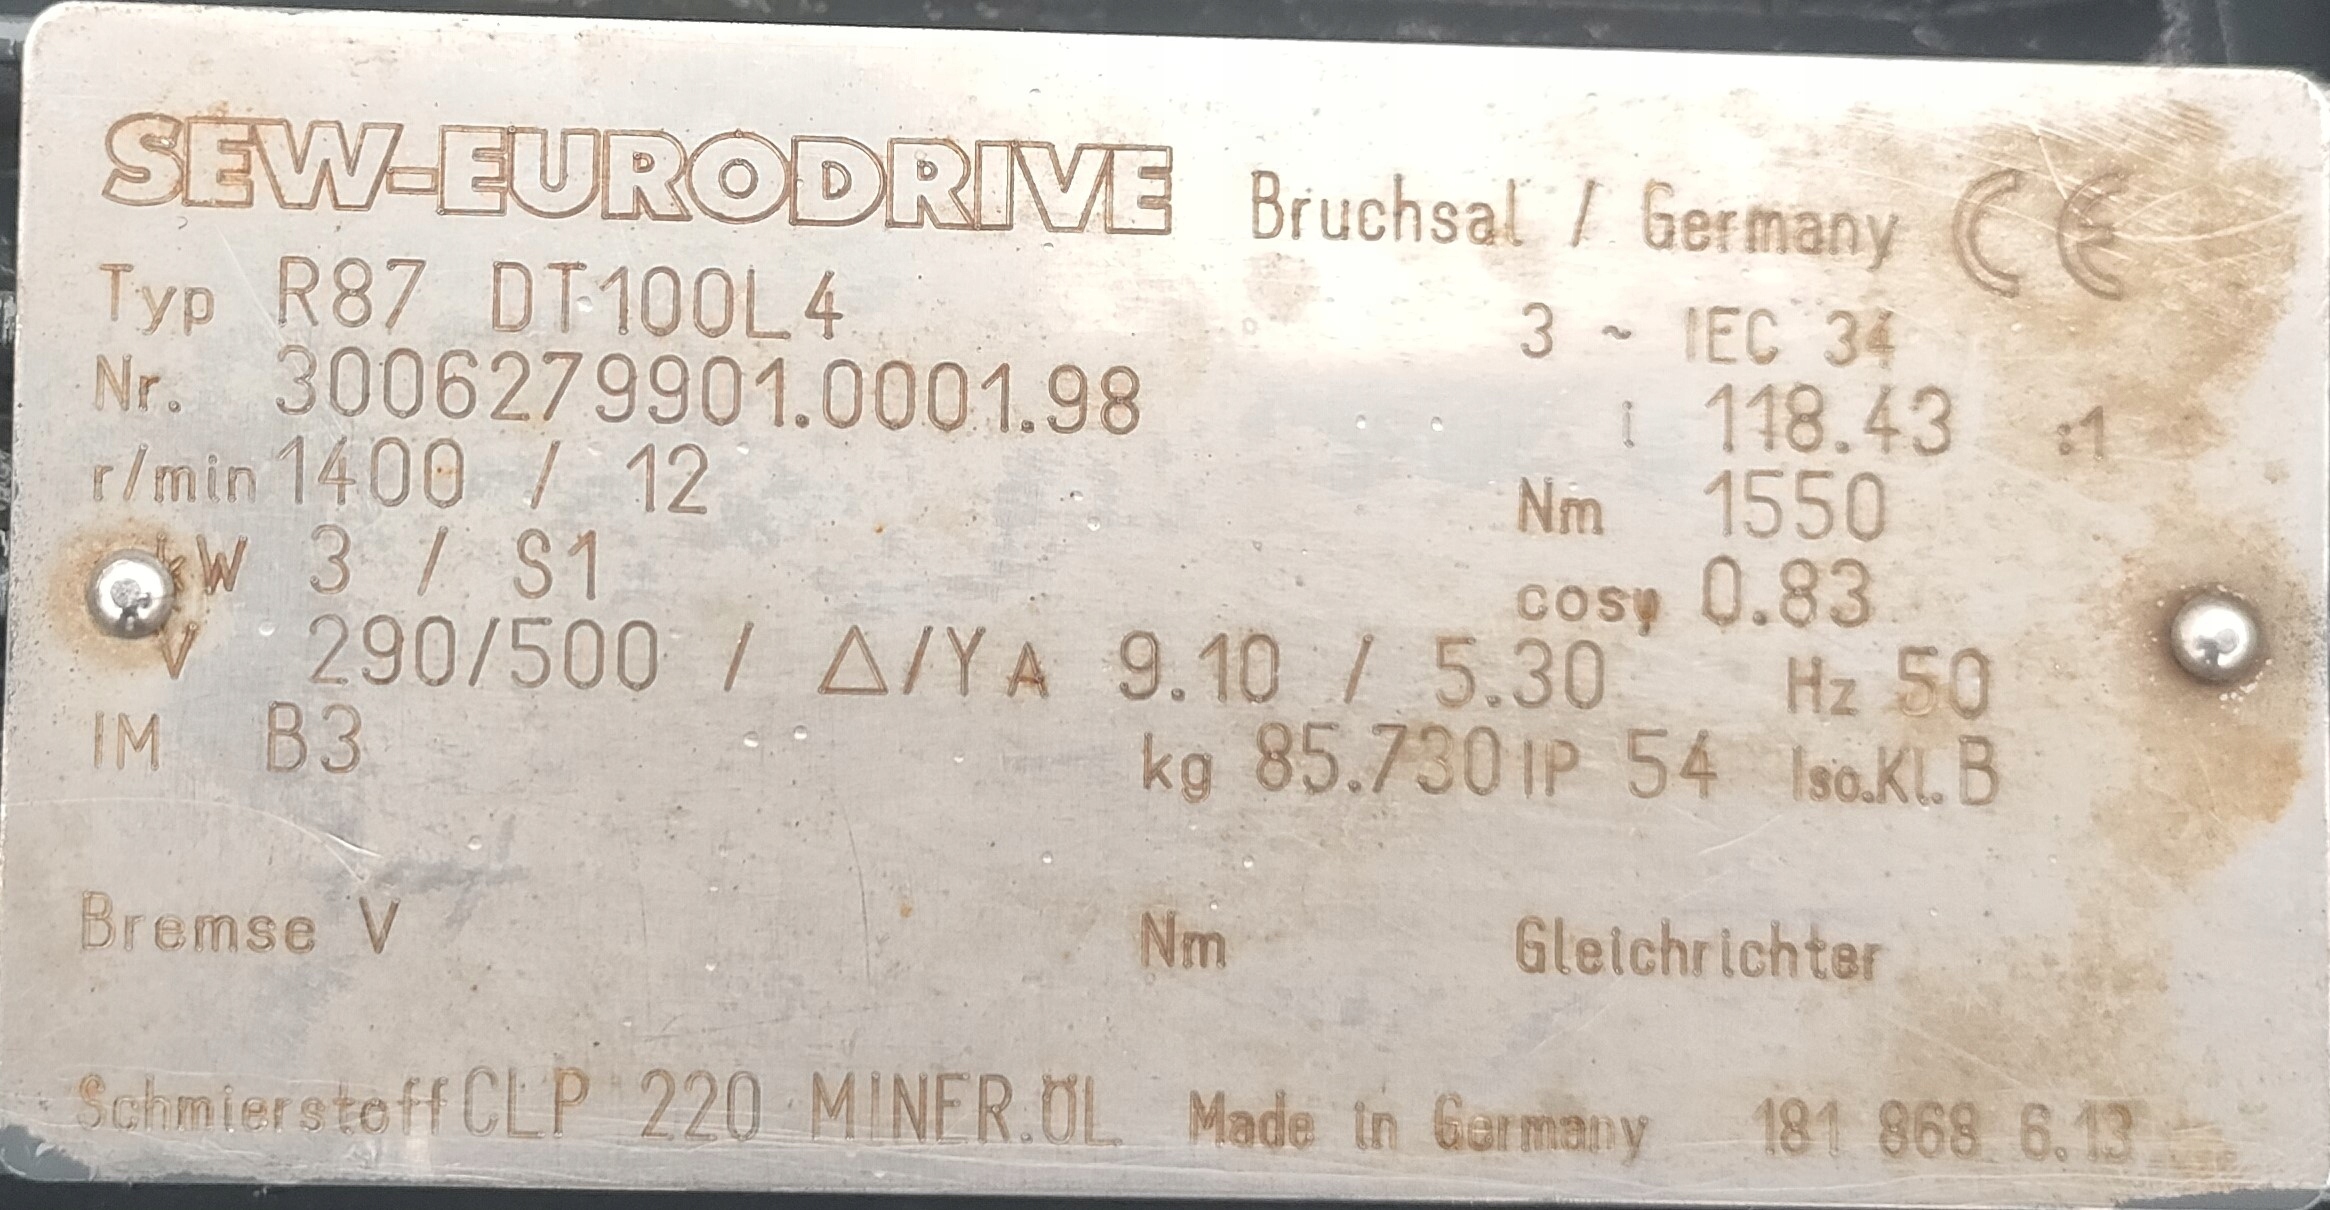 SEW-EURODRIVE Bruchsal / Germany CE
Typ R87 DT100L4 3 ~ IEC 34
Nr. 3006279901.0001.98 i 118.43 :1
r/min 1400 / 12 Nm 1550
kW 3 / S1 cosφ 0.83
V 290/500 / Δ/Y A 9.10 / 5.30 Hz 50
IM B3 kg 85.730 IP 54 Iso.Kl. B
Bremse V Nm Gleichrichter
Schmierstoff CLP 220 MINER.ÖL Made in Germany 181 868 6.13